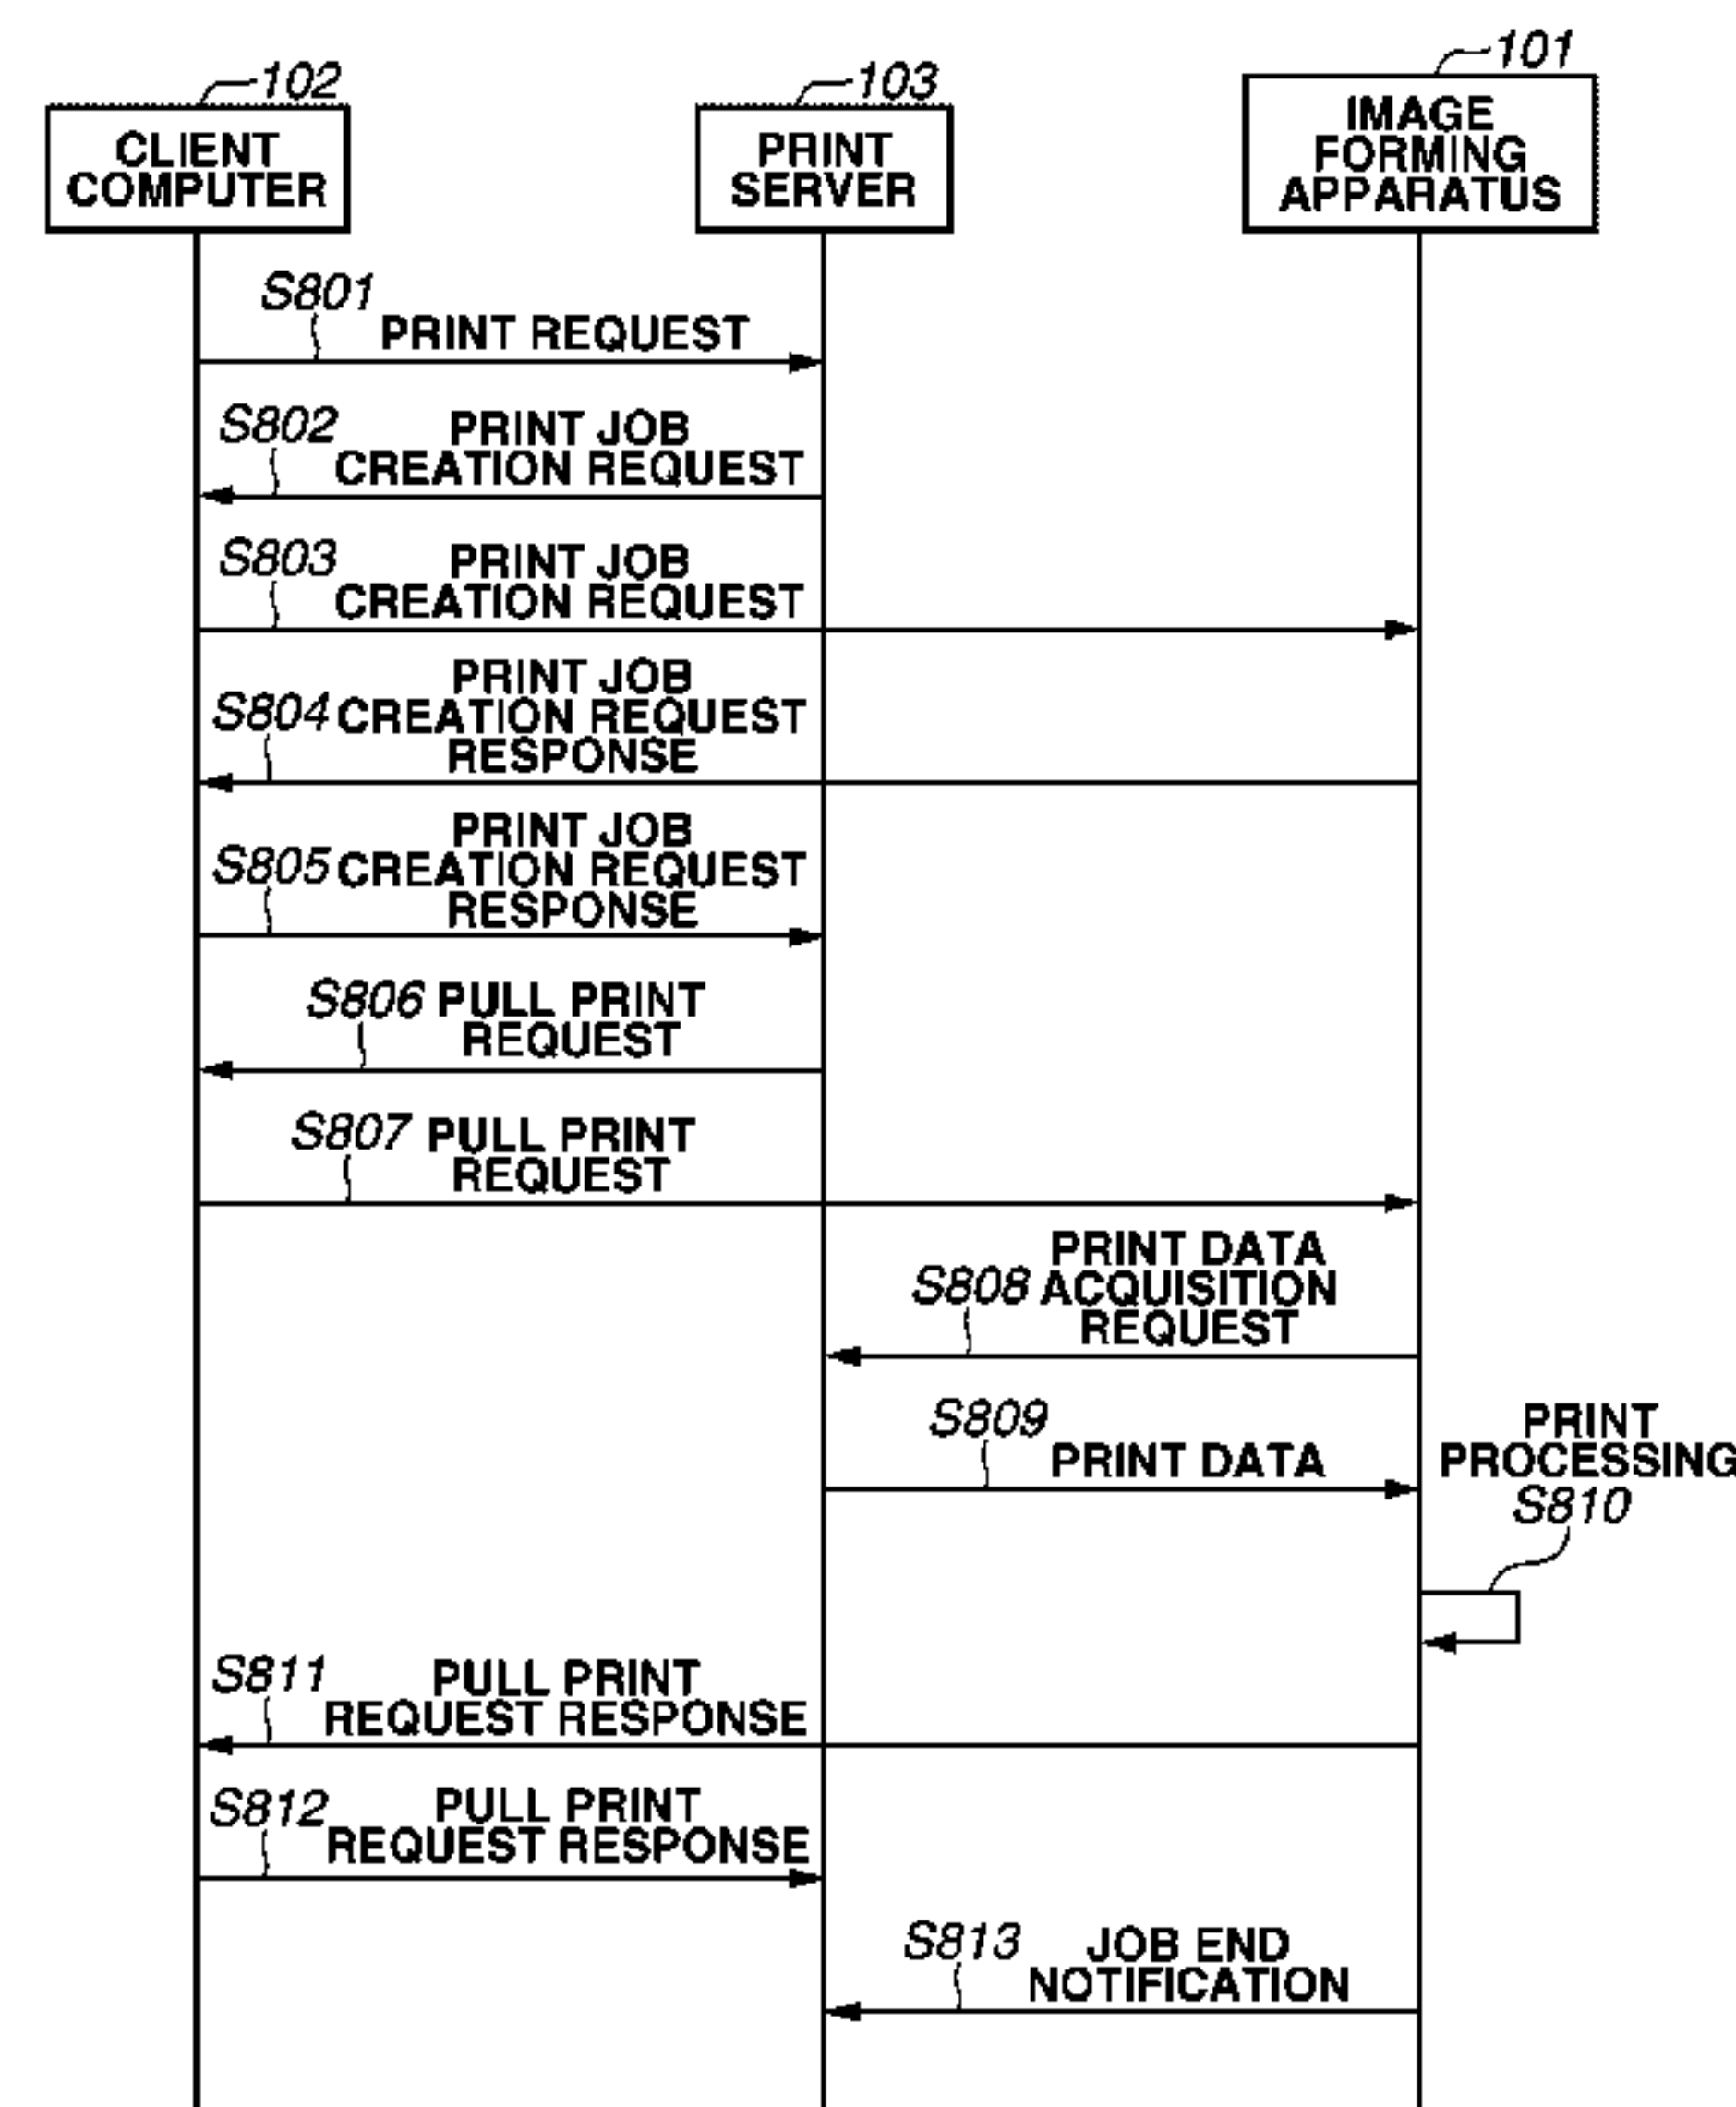 102
CLIENT
COMPUTER
103
PRINT
SERVER
101
IMAGE
FORMING
APPARATUS
S801
PRINT REQUEST
S802
PRINT JOB
CREATION REQUEST
S803
PRINT JOB
CREATION REQUEST
S804
PRINT JOB
CREATION REQUEST
RESPONSE
S805
PRINT JOB
CREATION REQUEST
RESPONSE
S806
PULL PRINT
REQUEST
S807
PULL PRINT
REQUEST
S808
PRINT DATA
ACQUISITION
REQUEST
S809
PRINT DATA
PRINT
PROCESSING
S810
S811
PULL PRINT
REQUEST RESPONSE
S812
PULL PRINT
REQUEST RESPONSE
S813
JOB END
NOTIFICATION